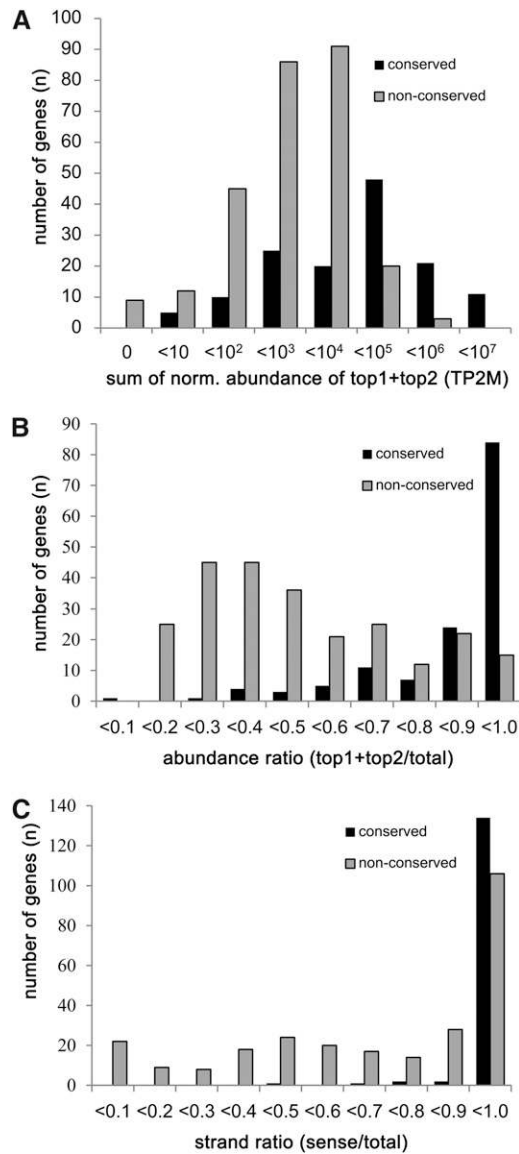 A
100
90
80
70
60
50
40
30
20
10
0
number of genes (n)
conserved
non-conserved
0 <10 <10² <10³ <10⁴ <10⁵ <10⁶ <10⁷
sum of norm. abundance of top1+top2 (TP2M)
B
90
80
70
60
50
40
30
20
10
0
number of genes (n)
conserved
non-conserved
<0.1 <0.2 <0.3 <0.4 <0.5 <0.6 <0.7 <0.8 <0.9 <1.0
abundance ratio (top1+top2/total)
C
140
120
100
80
60
40
20
0
number of genes (n)
conserved
non-conserved
<0.1 <0.2 <0.3 <0.4 <0.5 <0.6 <0.7 <0.8 <0.9 <1.0
strand ratio (sense/total)